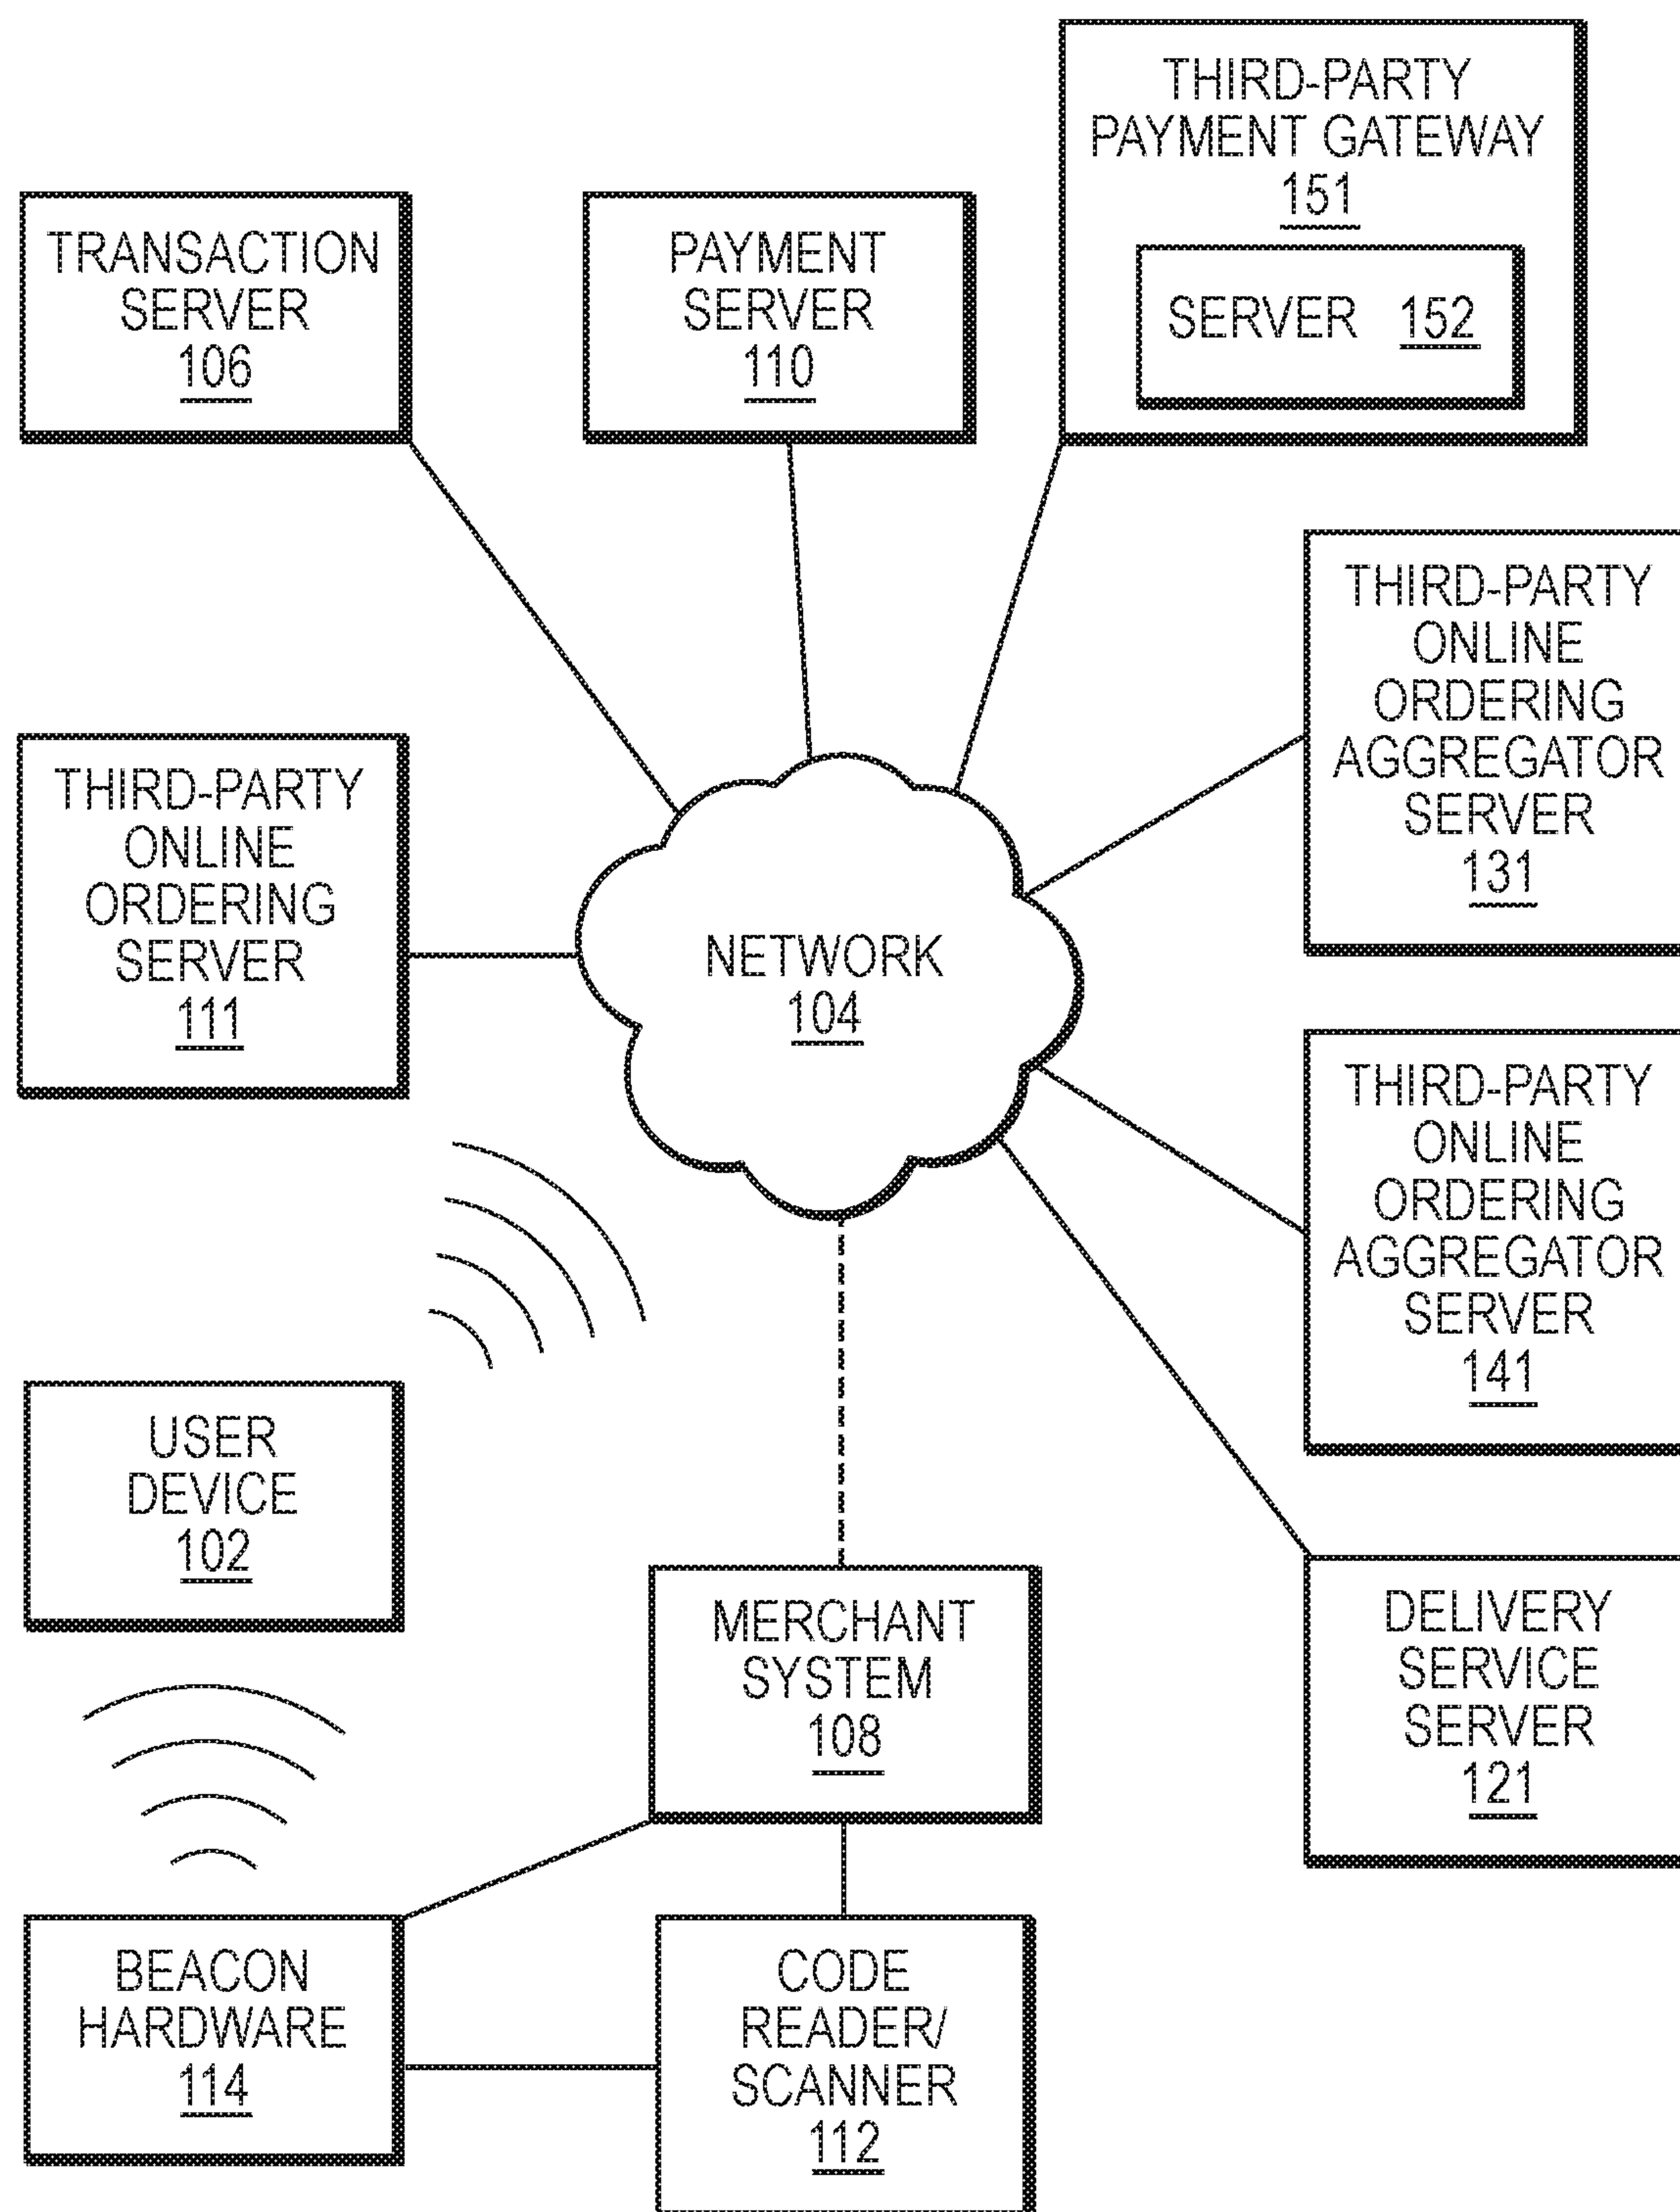 THIRD-PARTY
PAYMENT GATEWAY
151
SERVER 152
TRANSACTION
SERVER
106
PAYMENT
SERVER
110
THIRD-PARTY
ONLINE
ORDERING
AGGREGATOR
SERVER
131
THIRD-PARTY
ONLINE
ORDERING
SERVER
111
NETWORK
104
THIRD-PARTY
ONLINE
ORDERING
AGGREGATOR
SERVER
141
USER
DEVICE
102
MERCHANT
SYSTEM
108
DELIVERY
SERVICE
SERVER
121
BEACON
HARDWARE
114
CODE
READER/
SCANNER
112